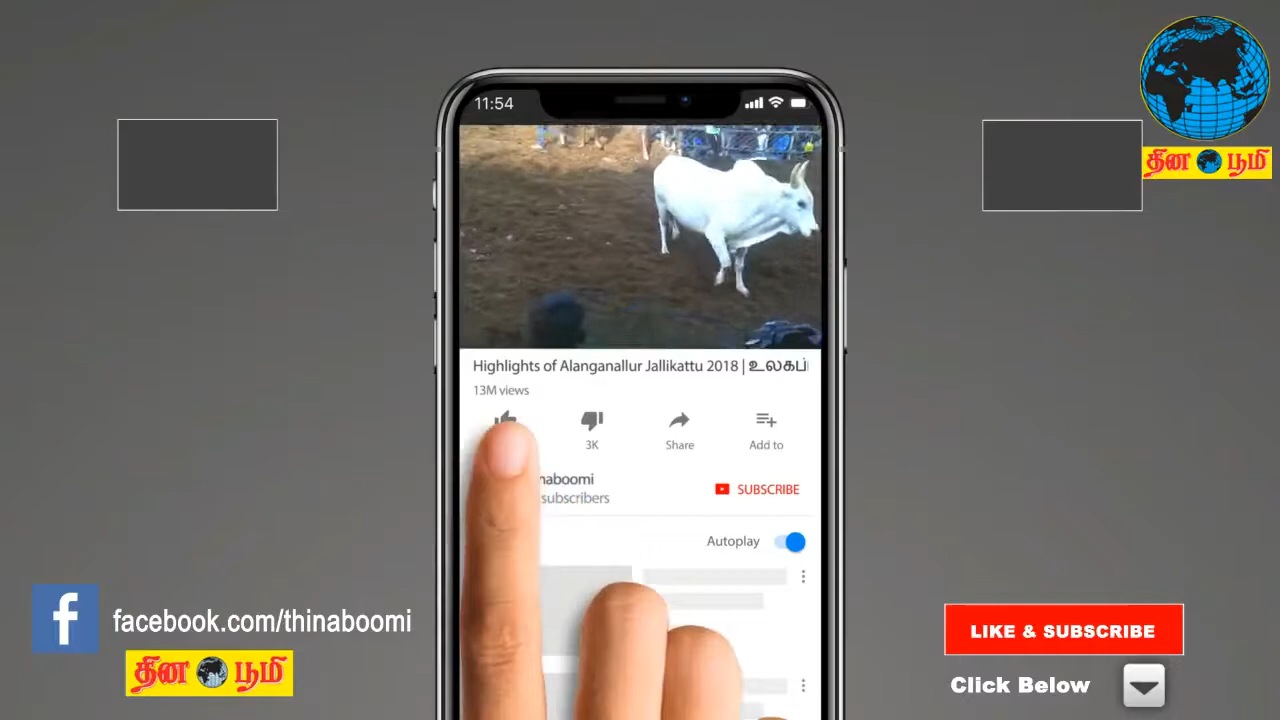 11:54
தின பூமி
Highlights of Alanganallur Jallikattu 2018 | உலகப்
13M views
3K
Share
Add to
naboomi
subscribers
SUBSCRIBE
Autoplay
facebook.com/thinaboomi
தின பூமி
LIKE & SUBSCRIBE
Click Below